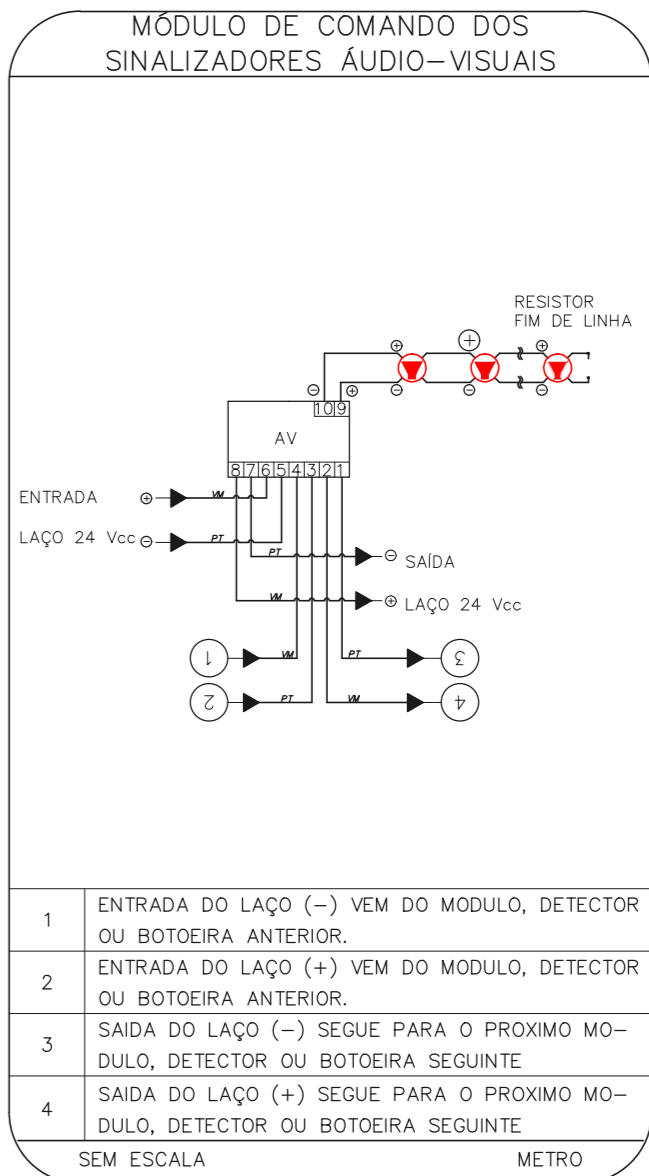 MÓDULO DE COMANDO DOS
SINALIZADORES ÁUDIO-VISUAIS
RESISTOR
FIM DE LINHA
10 9
AV
8 7 6 5 4 3 2 1
ENTRADA
VM
LAÇO 24 Vcc
PT
PT
SAÍDA
VM
LAÇO 24 Vcc
1
VM
PT
3
2
PT
VM
4
1
ENTRADA DO LAÇO (-) VEM DO MODULO, DETECTOR
OU BOTOEIRA ANTERIOR.
2
ENTRADA DO LAÇO (+) VEM DO MODULO, DETECTOR
OU BOTOEIRA ANTERIOR.
3
SAIDA DO LAÇO (-) SEGUE PARA O PROXIMO MO-
DULO, DETECTOR OU BOTOEIRA SEGUINTE
4
SAIDA DO LAÇO (+) SEGUE PARA O PROXIMO MO-
DULO, DETECTOR OU BOTOEIRA SEGUINTE
SEM ESCALA
METRO